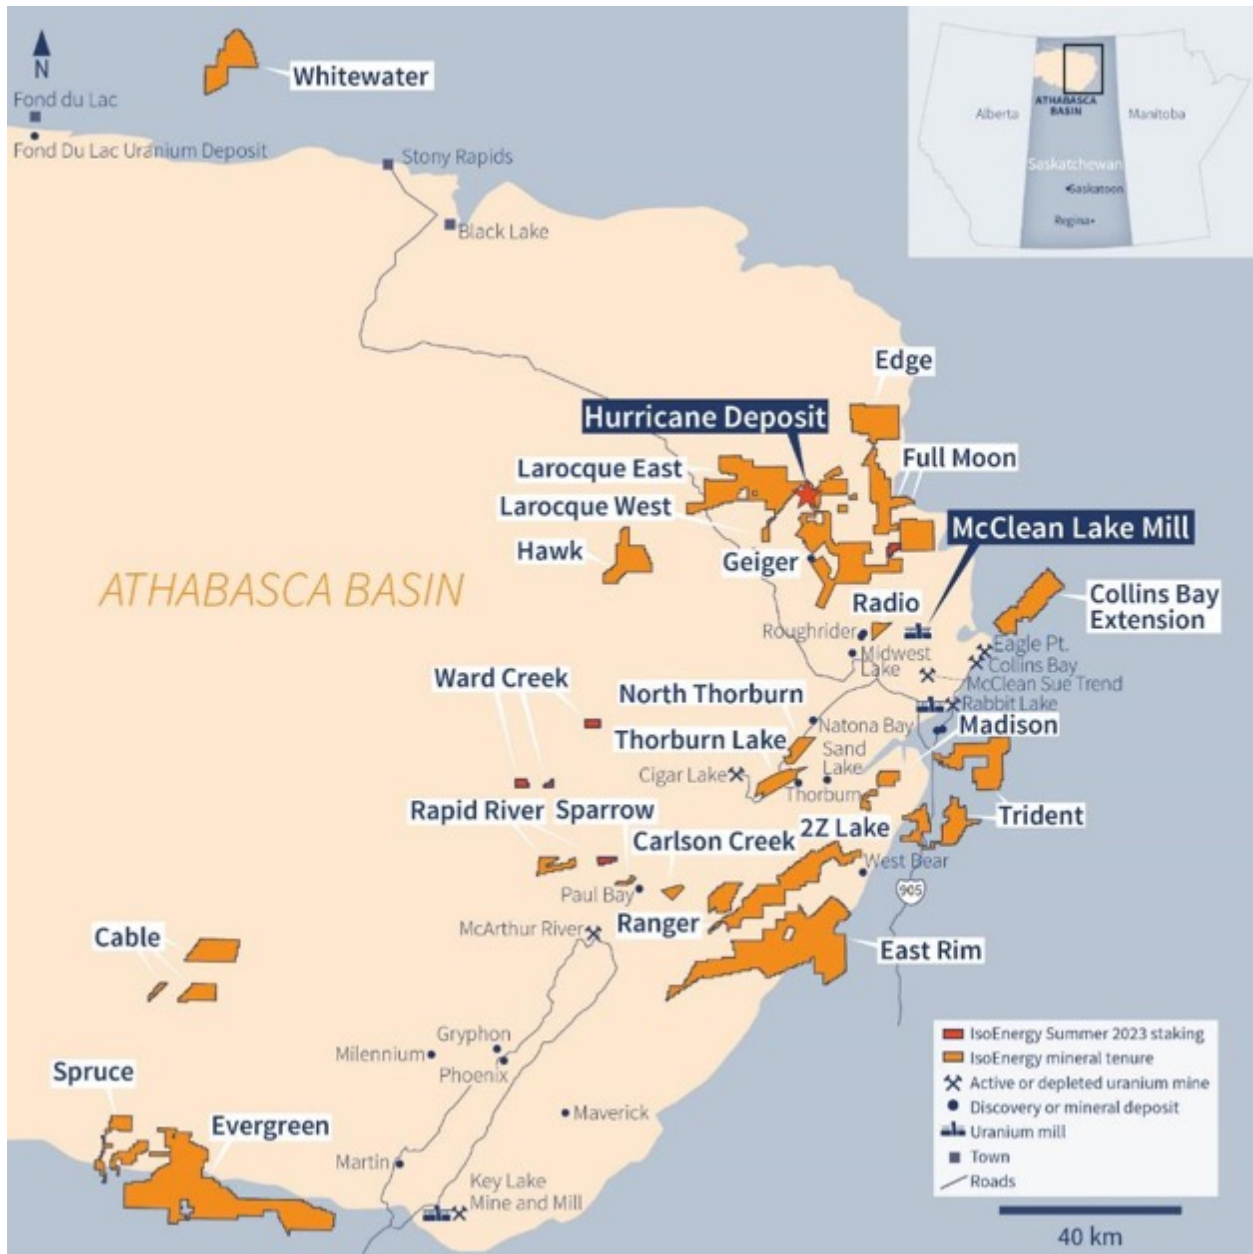 N
Whitewater
Fond du Lac
Fond Du Lac Uranium Deposit
Stony Rapids
Black Lake
Alberta
ATHABASCA
BASIN
Manitoba
Saskatchewan
Saskatoon
Regina
Edge
Hurricane Deposit
Larocque East
Full Moon
Larocque West
McClean Lake Mill
Hawk
Geiger
ATHABASCA BASIN
Collins Bay
Extension
Radio
Roughrider
Midwest
Lake
Eagle Pt.
Collins Bay
McClean Sue Trend
Rabbit Lake
Ward Creek
North Thorburn
Natona Bay
Madison
Thorburn Lake
Sand
Lake
Cigar Lake
Thorburn
Rapid River
Sparrow
Trident
2Z Lake
Carlson Creek
West Bear
905
Paul Bay
Ranger
McArthur River
East Rim
Cable
Gryphon
Milennium
Phoenix
Spruce
Maverick
Evergreen
Martin
Key Lake
Mine and Mill
IsoEnergy Summer 2023 staking
IsoEnergy mineral tenure
Active or depleted uranium mine
Discovery or mineral deposit
Uranium mill
Town
Roads
40 km